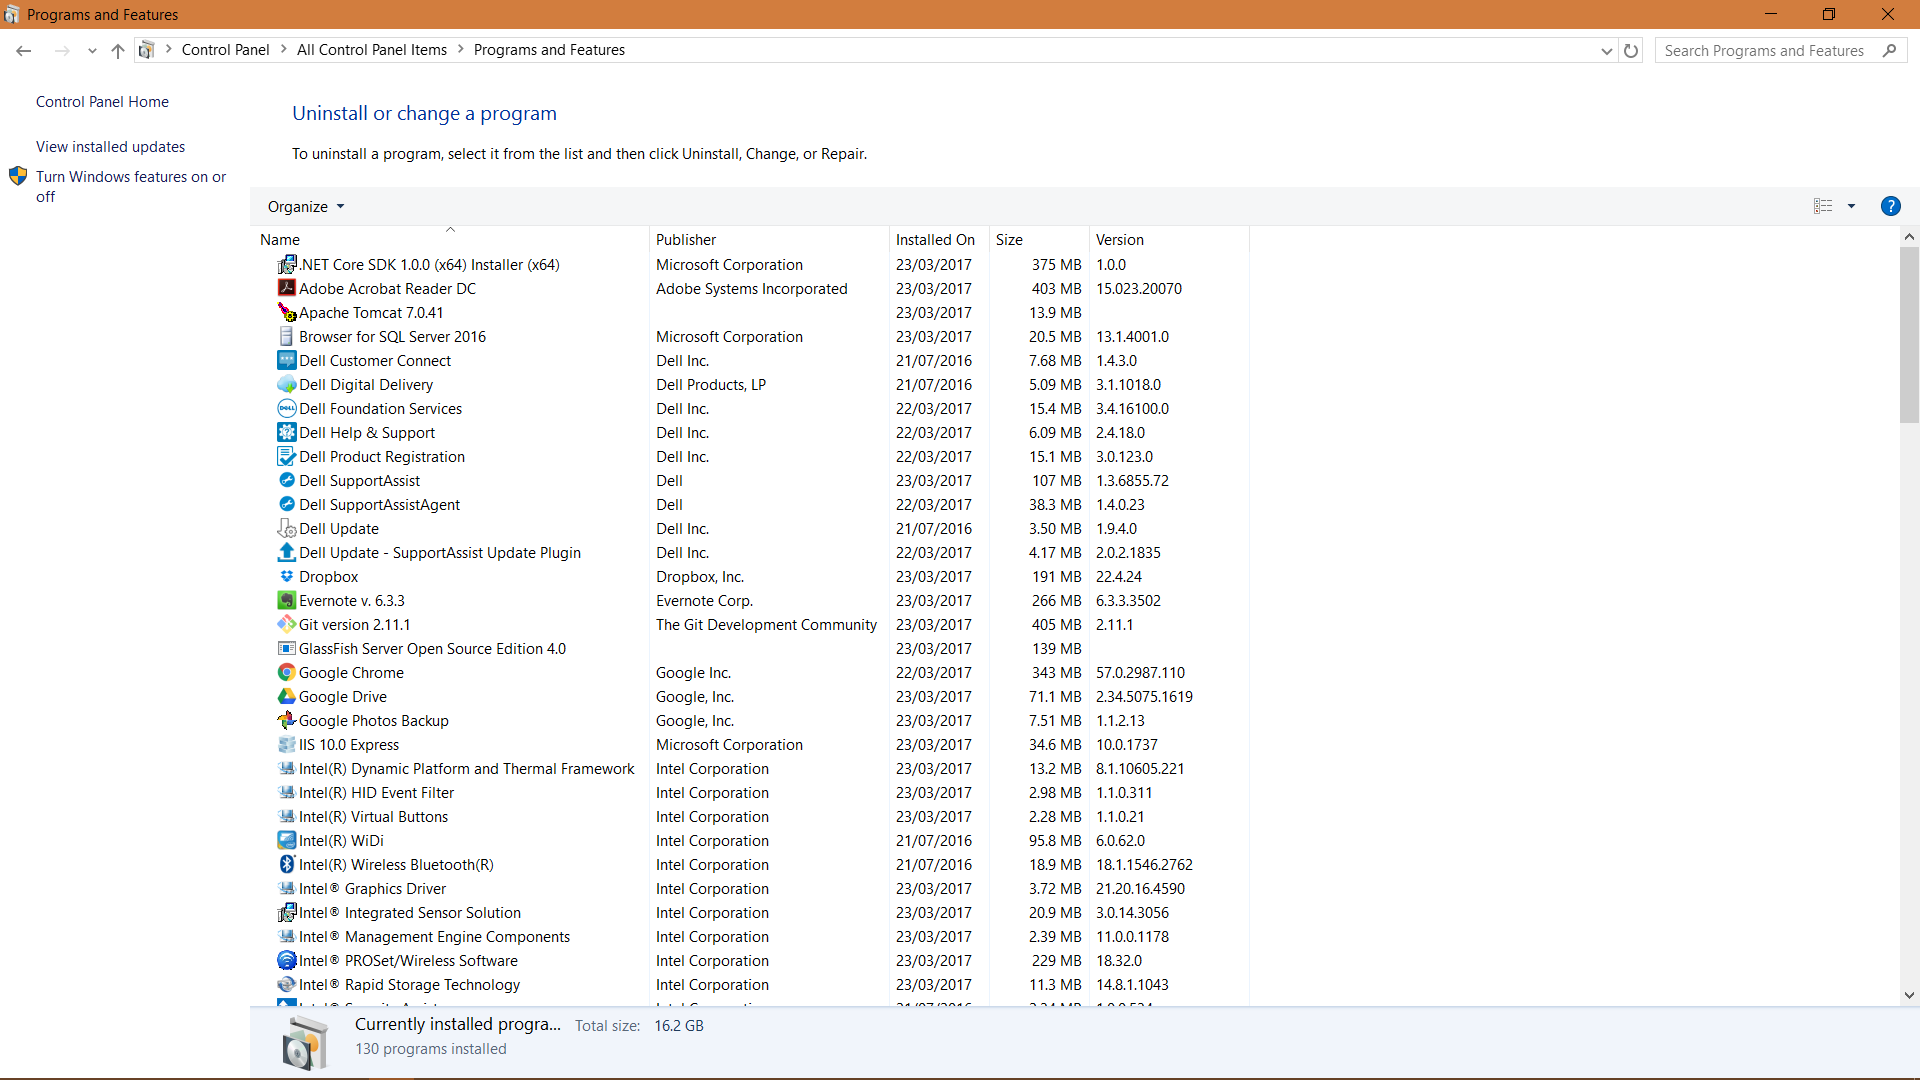 Programs and Features
Control Panel > All Control Panel Items > Programs and Features
Search Programs and Features
Control Panel Home
View installed updates
Turn Windows features on or
off
Uninstall or change a program
To uninstall a program, select it from the list and then click Uninstall, Change, or Repair.
Organize
Name Publisher Installed On Size Version
.NET Core SDK 1.0.0 (x64) Installer (x64) Microsoft Corporation 23/03/2017 375 MB 1.0.0
Adobe Acrobat Reader DC Adobe Systems Incorporated 23/03/2017 403 MB 15.023.20070
Apache Tomcat 7.0.41 23/03/2017 13.9 MB
Browser for SQL Server 2016 Microsoft Corporation 23/03/2017 20.5 MB 13.1.4001.0
Dell Customer Connect Dell Inc. 21/07/2016 7.68 MB 1.4.3.0
Dell Digital Delivery Dell Products, LP 21/07/2016 5.09 MB 3.1.1018.0
Dell Foundation Services Dell Inc. 22/03/2017 15.4 MB 3.4.16100.0
Dell Help & Support Dell Inc. 22/03/2017 6.09 MB 2.4.18.0
Dell Product Registration Dell Inc. 22/03/2017 15.1 MB 3.0.123.0
Dell SupportAssist Dell 23/03/2017 107 MB 1.3.6855.72
Dell SupportAssistAgent Dell 22/03/2017 38.3 MB 1.4.0.23
Dell Update Dell Inc. 21/07/2016 3.50 MB 1.9.4.0
Dell Update - SupportAssist Update Plugin Dell Inc. 22/03/2017 4.17 MB 2.0.2.1835
Dropbox Dropbox, Inc. 23/03/2017 191 MB 22.4.24
Evernote v. 6.3.3 Evernote Corp. 23/03/2017 266 MB 6.3.3.3502
Git version 2.11.1 The Git Development Community 23/03/2017 405 MB 2.11.1
GlassFish Server Open Source Edition 4.0 23/03/2017 139 MB
Google Chrome Google Inc. 22/03/2017 343 MB 57.0.2987.110
Google Drive Google, Inc. 23/03/2017 71.1 MB 2.34.5075.1619
Google Photos Backup Google, Inc. 23/03/2017 7.51 MB 1.1.2.13
IIS 10.0 Express Microsoft Corporation 23/03/2017 34.6 MB 10.0.1737
Intel(R) Dynamic Platform and Thermal Framework Intel Corporation 23/03/2017 13.2 MB 8.1.10605.221
Intel(R) HID Event Filter Intel Corporation 23/03/2017 2.98 MB 1.1.0.311
Intel(R) Virtual Buttons Intel Corporation 23/03/2017 2.28 MB 1.1.0.21
Intel(R) WiDi Intel Corporation 21/07/2016 95.8 MB 6.0.62.0
Intel(R) Wireless Bluetooth(R) Intel Corporation 21/07/2016 18.9 MB 18.1.1546.2762
Intel® Graphics Driver Intel Corporation 23/03/2017 3.72 MB 21.20.16.4590
Intel® Integrated Sensor Solution Intel Corporation 23/03/2017 20.9 MB 3.0.14.3056
Intel® Management Engine Components Intel Corporation 23/03/2017 2.39 MB 11.0.0.1178
Intel® PROSet/Wireless Software Intel Corporation 23/03/2017 229 MB 18.32.0
Intel® Rapid Storage Technology Intel Corporation 23/03/2017 11.3 MB 14.8.1.1043
Currently installed progra... Total size: 16.2 GB
130 programs installed